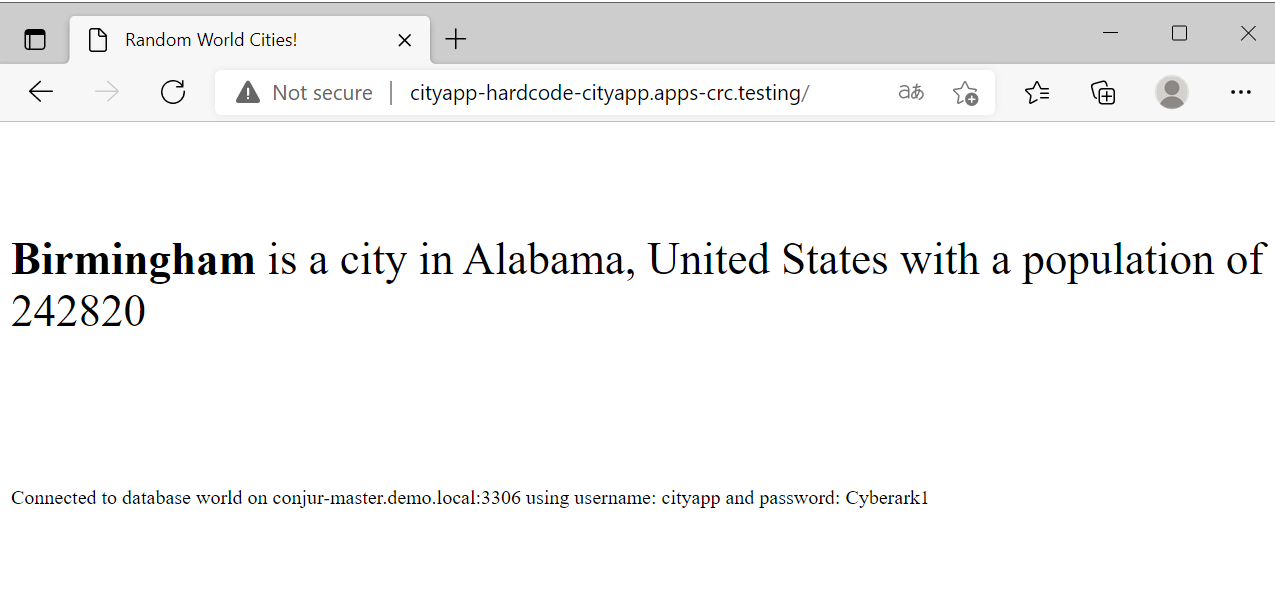 Random World Cities!
Not secure | cityapp-hardcode-cityapp.apps-crc.testing/ aあ
Birmingham is a city in Alabama, United States with a population of
242820
Connected to database world on conjur-master.demo.local:3306 using username: cityapp and password: Cyberark1